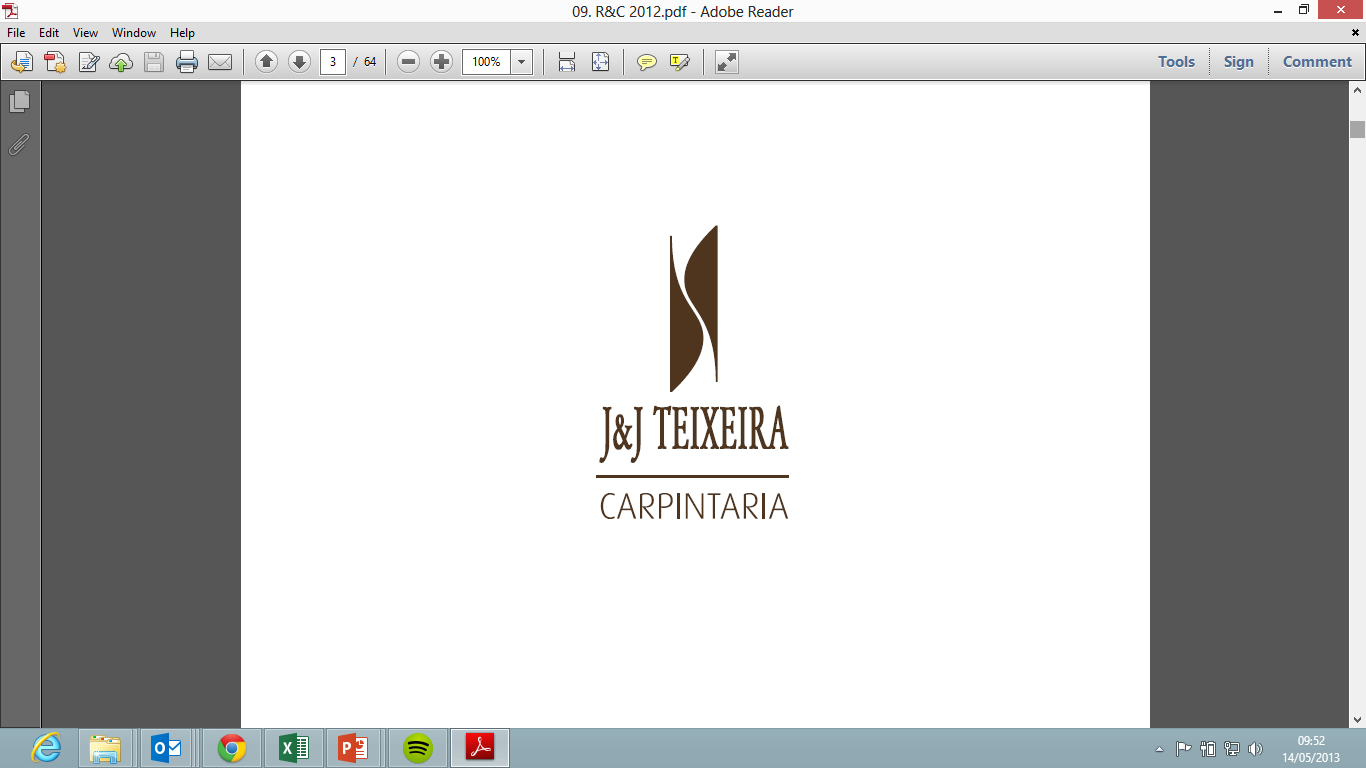 09. R&C 2012.pdf - Adobe Reader
File Edit View Window Help
3 / 64 100% Tools Sign Comment
J&J TEIXEIRA
CARPINTARIA
09:52
14/05/2013